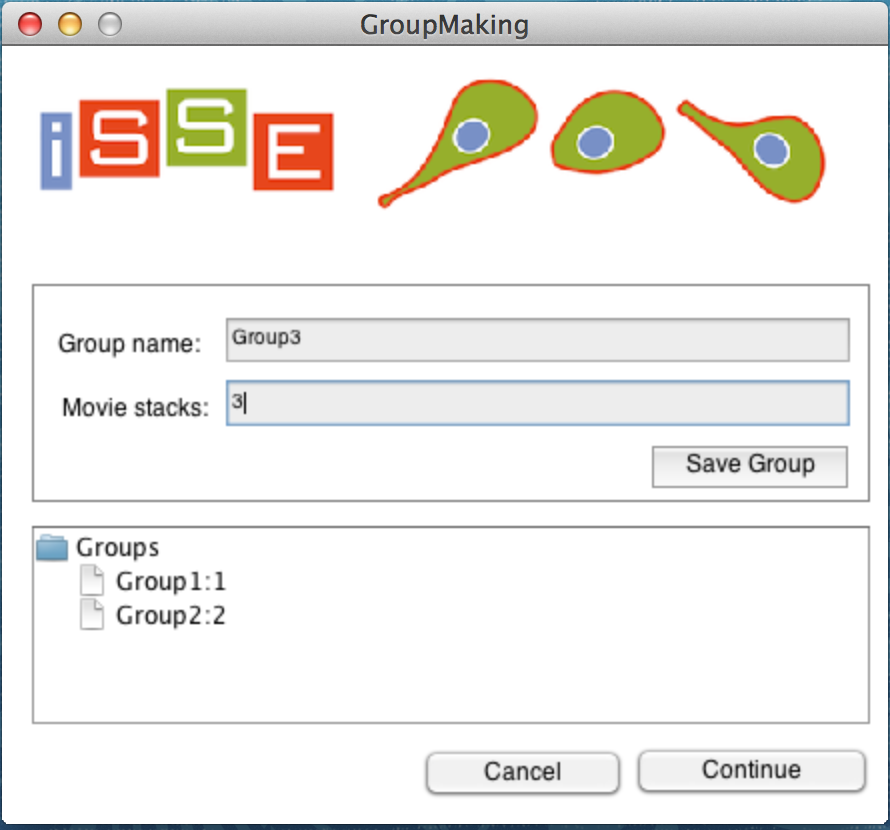 GroupMaking
iSSE
Group name: Group3
Movie stacks: 3
Save Group
Groups
Group1:1
Group2:2
Cancel Continue